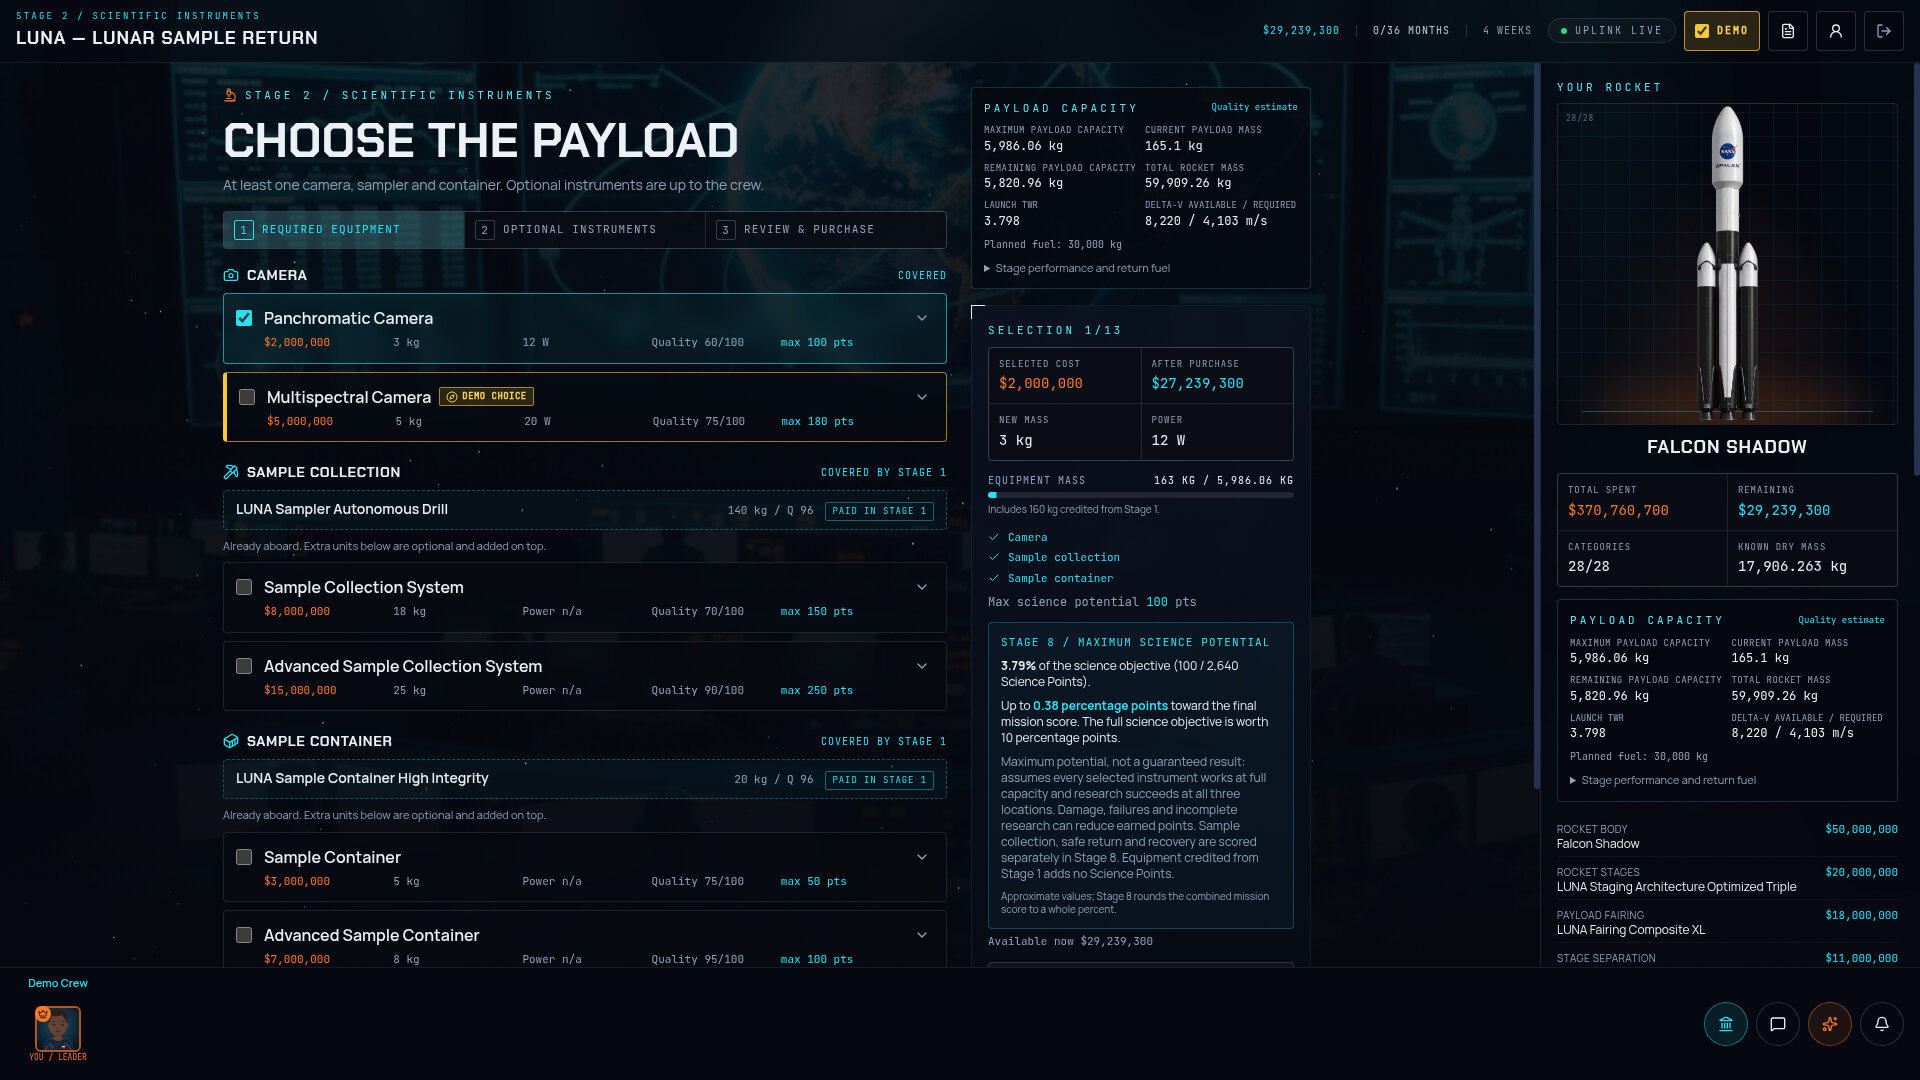 STAGE 2 / SCIENTIFIC INSTRUMENTS
LUNA — LUNAR SAMPLE RETURN
$29,239,300
0/36 MONTHS
4 WEEKS
UPLINK LIVE
DEMO
STAGE 2 / SCIENTIFIC INSTRUMENTS
CHOOSE THE PAYLOAD
At least one camera, sampler and container. Optional instruments are up to the crew.
1 REQUIRED EQUIPMENT
2 OPTIONAL INSTRUMENTS
3 REVIEW & PURCHASE
CAMERA
COVERED
Panchromatic Camera
$2,000,000 3 kg 12 W Quality 60/100 max 100 pts
Multispectral Camera DEMO CHOICE
$5,000,000 5 kg 20 W Quality 75/100 max 180 pts
SAMPLE COLLECTION
COVERED BY STAGE 1
LUNA Sampler Autonomous Drill 140 kg / Q 96 PAID IN STAGE 1
Already aboard. Extra units below are optional and added on top.
Sample Collection System
$8,000,000 18 kg Power n/a Quality 70/100 max 150 pts
Advanced Sample Collection System
$15,000,000 25 kg Power n/a Quality 90/100 max 250 pts
SAMPLE CONTAINER
COVERED BY STAGE 1
LUNA Sample Container High Integrity 20 kg / Q 96 PAID IN STAGE 1
Already aboard. Extra units below are optional and added on top.
Sample Container
$3,000,000 5 kg Power n/a Quality 75/100 max 50 pts
Advanced Sample Container
$7,000,000 8 kg Power n/a Quality 95/100 max 100 pts
PAYLOAD CAPACITY Quality estimate
MAXIMUM PAYLOAD CAPACITY CURRENT PAYLOAD MASS
5,986.06 kg 165.1 kg
REMAINING PAYLOAD CAPACITY TOTAL ROCKET MASS
5,820.96 kg 59,909.26 kg
LAUNCH TWR DELTA-V AVAILABLE / REQUIRED
3.798 8,220 / 4,103 m/s
Planned fuel: 30,000 kg
Stage performance and return fuel
SELECTION 1/13
SELECTED COST AFTER PURCHASE
$2,000,000 $27,239,300
NEW MASS POWER
3 kg 12 W
EQUIPMENT MASS 163 KG / 5,986.06 KG
Includes 160 kg credited from Stage 1.
Camera
Sample collection
Sample container
Max science potential 100 pts
STAGE 8 / MAXIMUM SCIENCE POTENTIAL
3.79% of the science objective (100 / 2,640
Science Points).
Up to 0.38 percentage points toward the final
mission score. The full science objective is worth
10 percentage points.
Maximum potential, not a guaranteed result:
assumes every selected instrument works at full
capacity and research succeeds at all three
locations. Damage, failures and incomplete
research can reduce earned points. Sample
collection, safe return and recovery are scored
separately in Stage 8. Equipment credited from
Stage 1 adds no Science Points.
Approximate values; Stage 8 rounds the combined mission
score to a whole percent.
Available now $29,239,300
YOUR ROCKET
28/28
NASA
FALCON SHADOW
TOTAL SPENT REMAINING
$370,760,700 $29,239,300
CATEGORIES KNOWN DRY MASS
28/28 17,906.263 kg
PAYLOAD CAPACITY Quality estimate
MAXIMUM PAYLOAD CAPACITY CURRENT PAYLOAD MASS
5,986.06 kg 165.1 kg
REMAINING PAYLOAD CAPACITY TOTAL ROCKET MASS
5,820.96 kg 59,909.26 kg
LAUNCH TWR DELTA-V AVAILABLE / REQUIRED
3.798 8,220 / 4,103 m/s
Planned fuel: 30,000 kg
Stage performance and return fuel
ROCKET BODY $50,000,000
Falcon Shadow
ROCKET STAGES $20,000,000
LUNA Staging Architecture Optimized Triple
PAYLOAD FAIRING $18,000,000
LUNA Fairing Composite XL
STAGE SEPARATION $11,000,000
Demo Crew
YOU / LEADER